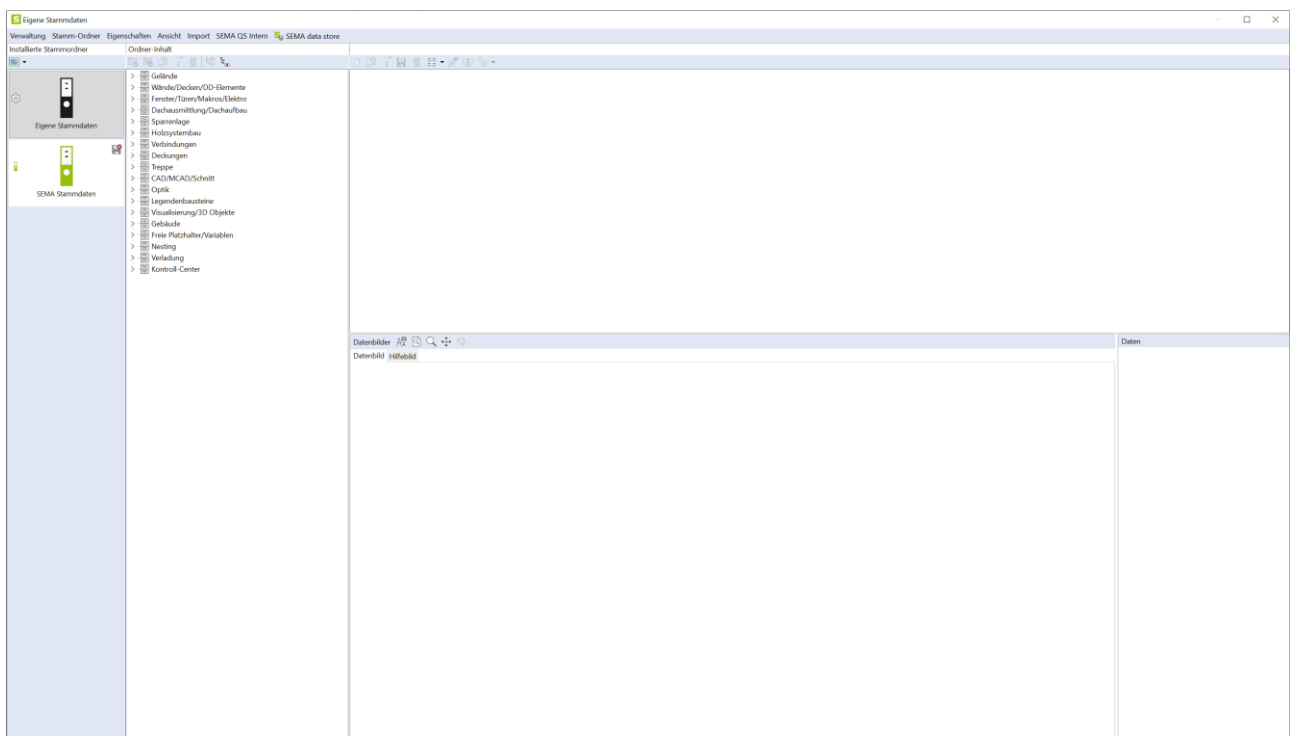 Eigene Stammdaten
Verwaltung Stamm-Ordner Eigenschaften Ansicht Import SEMA QS Intern SEMA data store
Installierte Stammordner
Ordner-Inhalt
Eigene Stammdaten
SEMA Stammdaten
Gelände
Wände/Decken/DD-Elemente
Fenster/Türen/Makros/Elektro
Dachausmittlung/Dachaufbau
Sparrenlage
Holzsystembau
Verbindungen
Deckungen
Treppe
CAD/MCAD/Schnitt
Optik
Legendenbausteine
Visualisierung/3D Objekte
Gebäude
Freie Platzhalter/Variablen
Nesting
Verladung
Kontroll-Center
Datenbilder
Datenbild Hilfebild
Daten